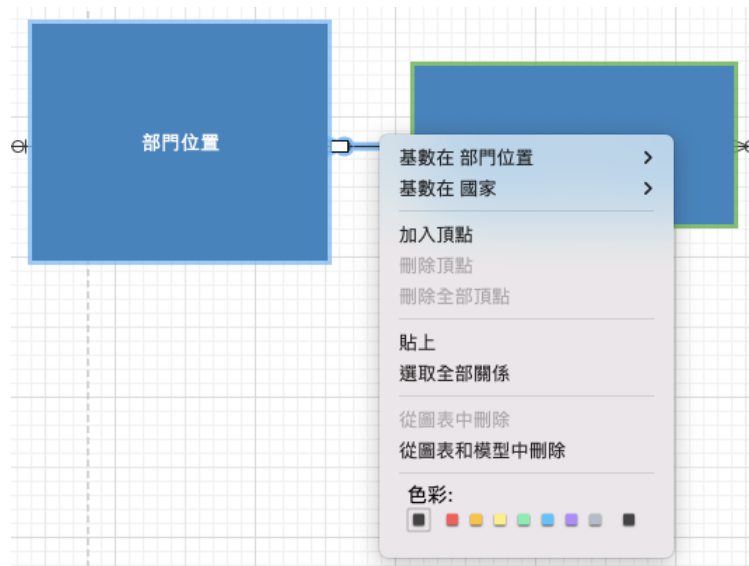 部門位置
基數在 部門位置
基數在 國家
加入頂點
刪除頂點
刪除全部頂點
貼上
選取全部關係
從圖表中刪除
從圖表和模型中刪除
色彩: